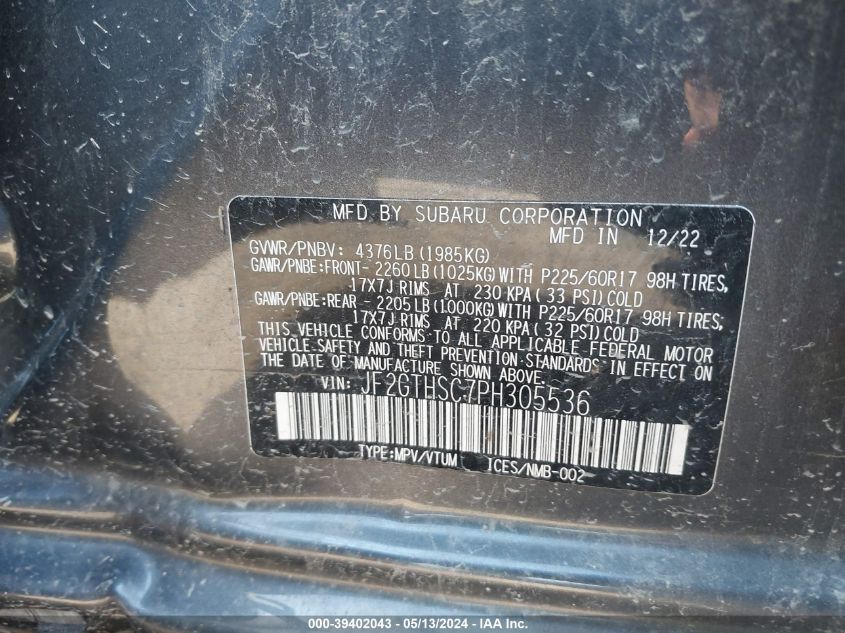 MFD BY SUBARU CORPORATION
MFD IN 12/22
GVWR/PNBV: 4376LB(1985KG)
GAWR/PNBE:FRONT- 2260LB(1025KG)WITH P225/60R17 98H TIRES,
17X7J RIMS AT 230 KPA( 33 PSI)COLD
GAWR/PNBE:REAR - 2205LB(1000KG)WITH P225/60R17 98H TIRES,
17X7J RIMS AT 220 KPA( 32 PSI)COLD
THIS VEHICLE CONFORMS TO ALL APPLICABLE FEDERAL MOTOR
VEHICLE SAFETY AND THEFT PREVENTION STANDARDS IN EFFECT ON
THE DATE OF MANUFACTURE SHOWN ABOVE.
VIN: JF2GTHSC7PH305536
TYPE:MPV/VTUM ICES/NMB-002
000-39402043 - 05/13/2024 - IAA Inc.